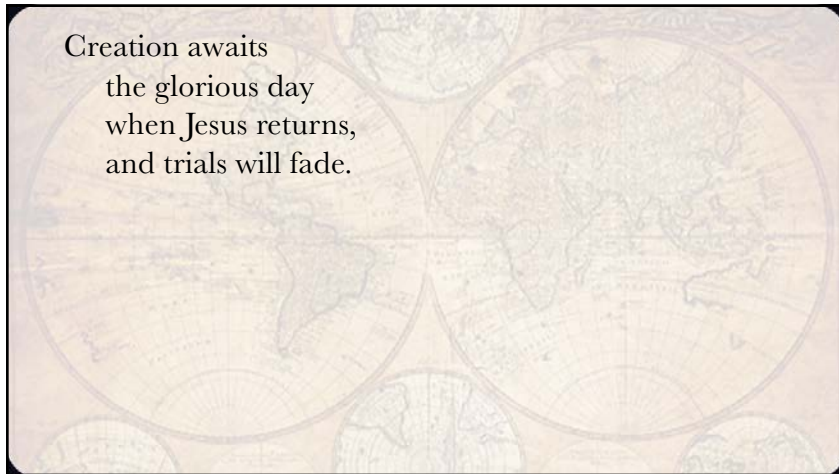 Creation awaits
the glorious day
when Jesus returns,
and trials will fade.